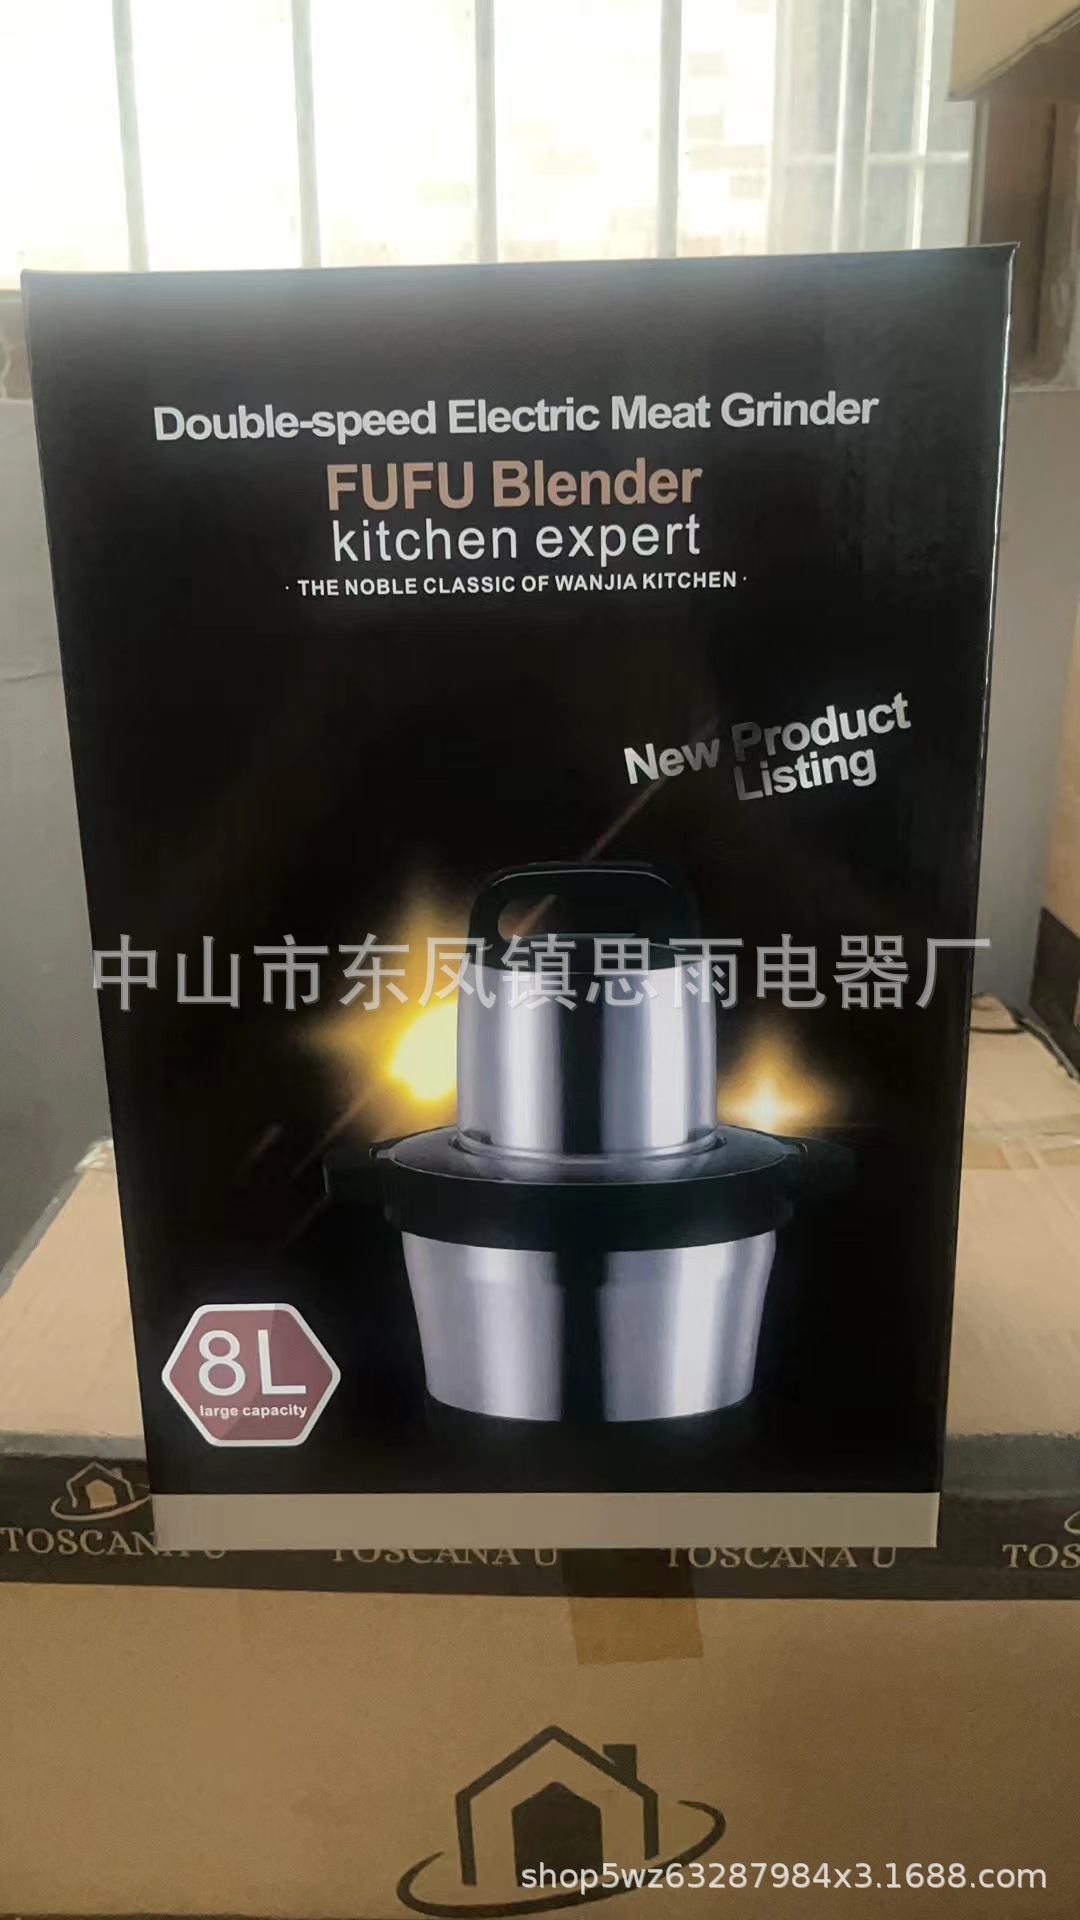 Double-speed Electric Meat Grinder
FUFU Blender
kitchen expert
· THE NOBLE CLASSIC OF WANJIA KITCHEN ·
New Product
Listing
中山市东凤镇思雨电器厂
8L
large capacity
TOSCANA U
TOSCANA U
TOSCANA U
TOS
shop5wz63287984x3.1688.com